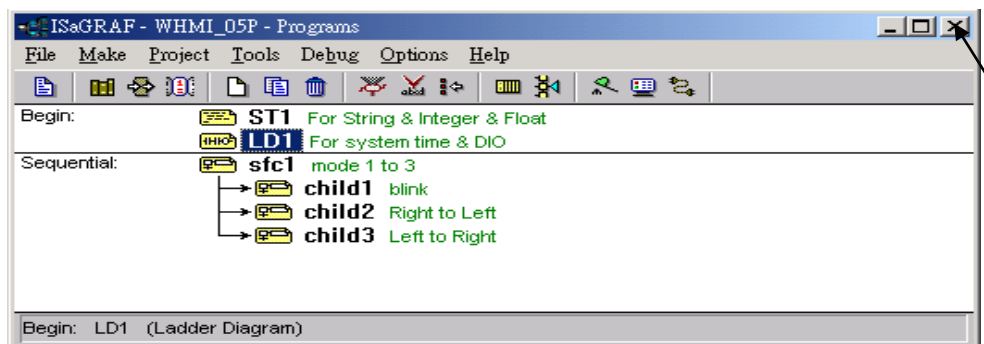 ISaGRAF - WHMI_05P - Programs
File Make Project Tools Debug Options Help
Begin: ST1 For String & Integer & Float
LD1 For system time & DIO
Sequential: sfc1 mode 1 to 3
child1 blink
child2 Right to Left
child3 Left to Right
Begin: LD1 (Ladder Diagram)